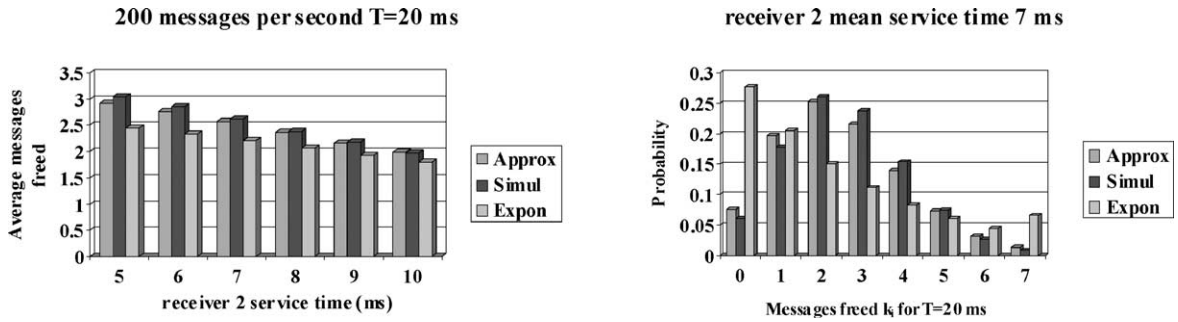 200 messages per second T=20 ms
Average messages
freed
3.5
3
2.5
2
1.5
1
0.5
0
5 6 7 8 9 10
receiver 2 service time (ms)
Approx
Simul
Expon
receiver 2 mean service time 7 ms
Probability
0.3
0.25
0.2
0.15
0.1
0.05
0
0 1 2 3 4 5 6 7
Messages freed kᵢ for T=20 ms
Approx
Simul
Expon